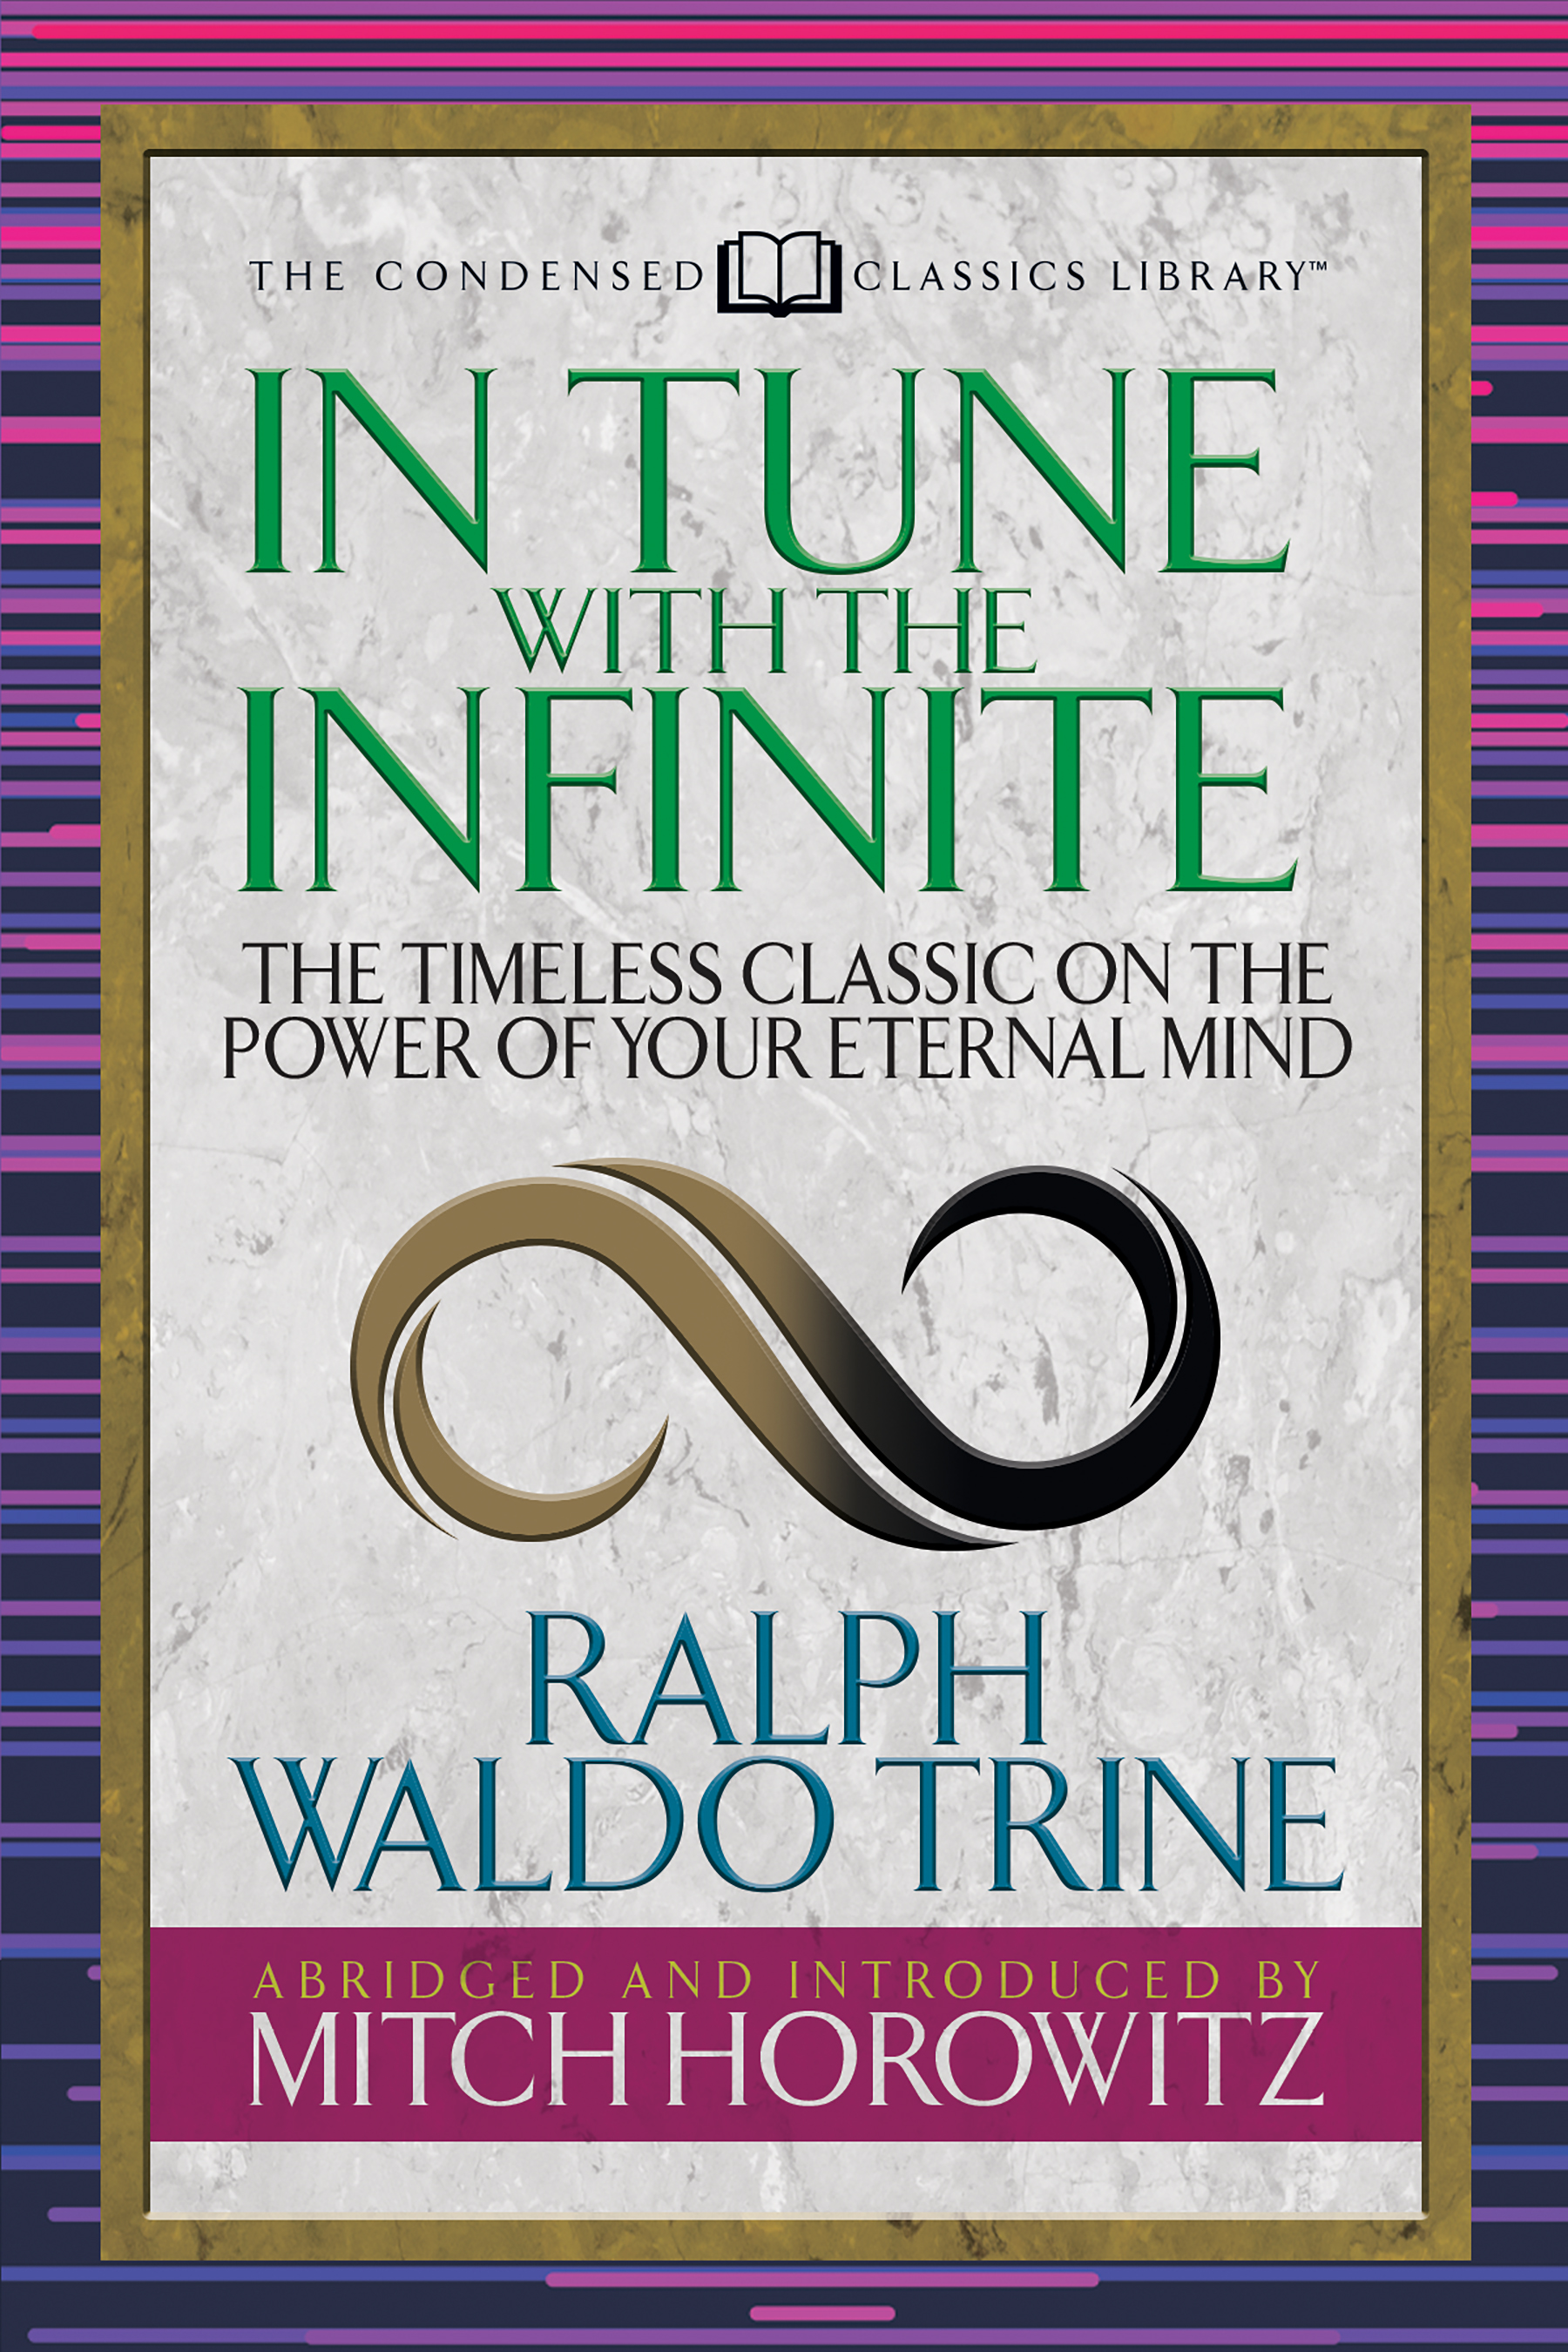 THE CONDENSED CLASSICS LIBRARY™
IN TUNE
WITH THE
INFINITE
THE TIMELESS CLASSIC ON THE
POWER OF YOUR ETERNAL MIND
RALPH
WALDO TRINE
ABRIDGED AND INTRODUCED BY
MITCH HOROWITZ